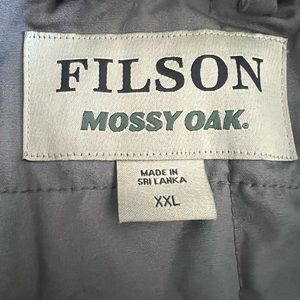 FILSON
MOSSY OAK®
MADE IN
SRI LANKA
XXL